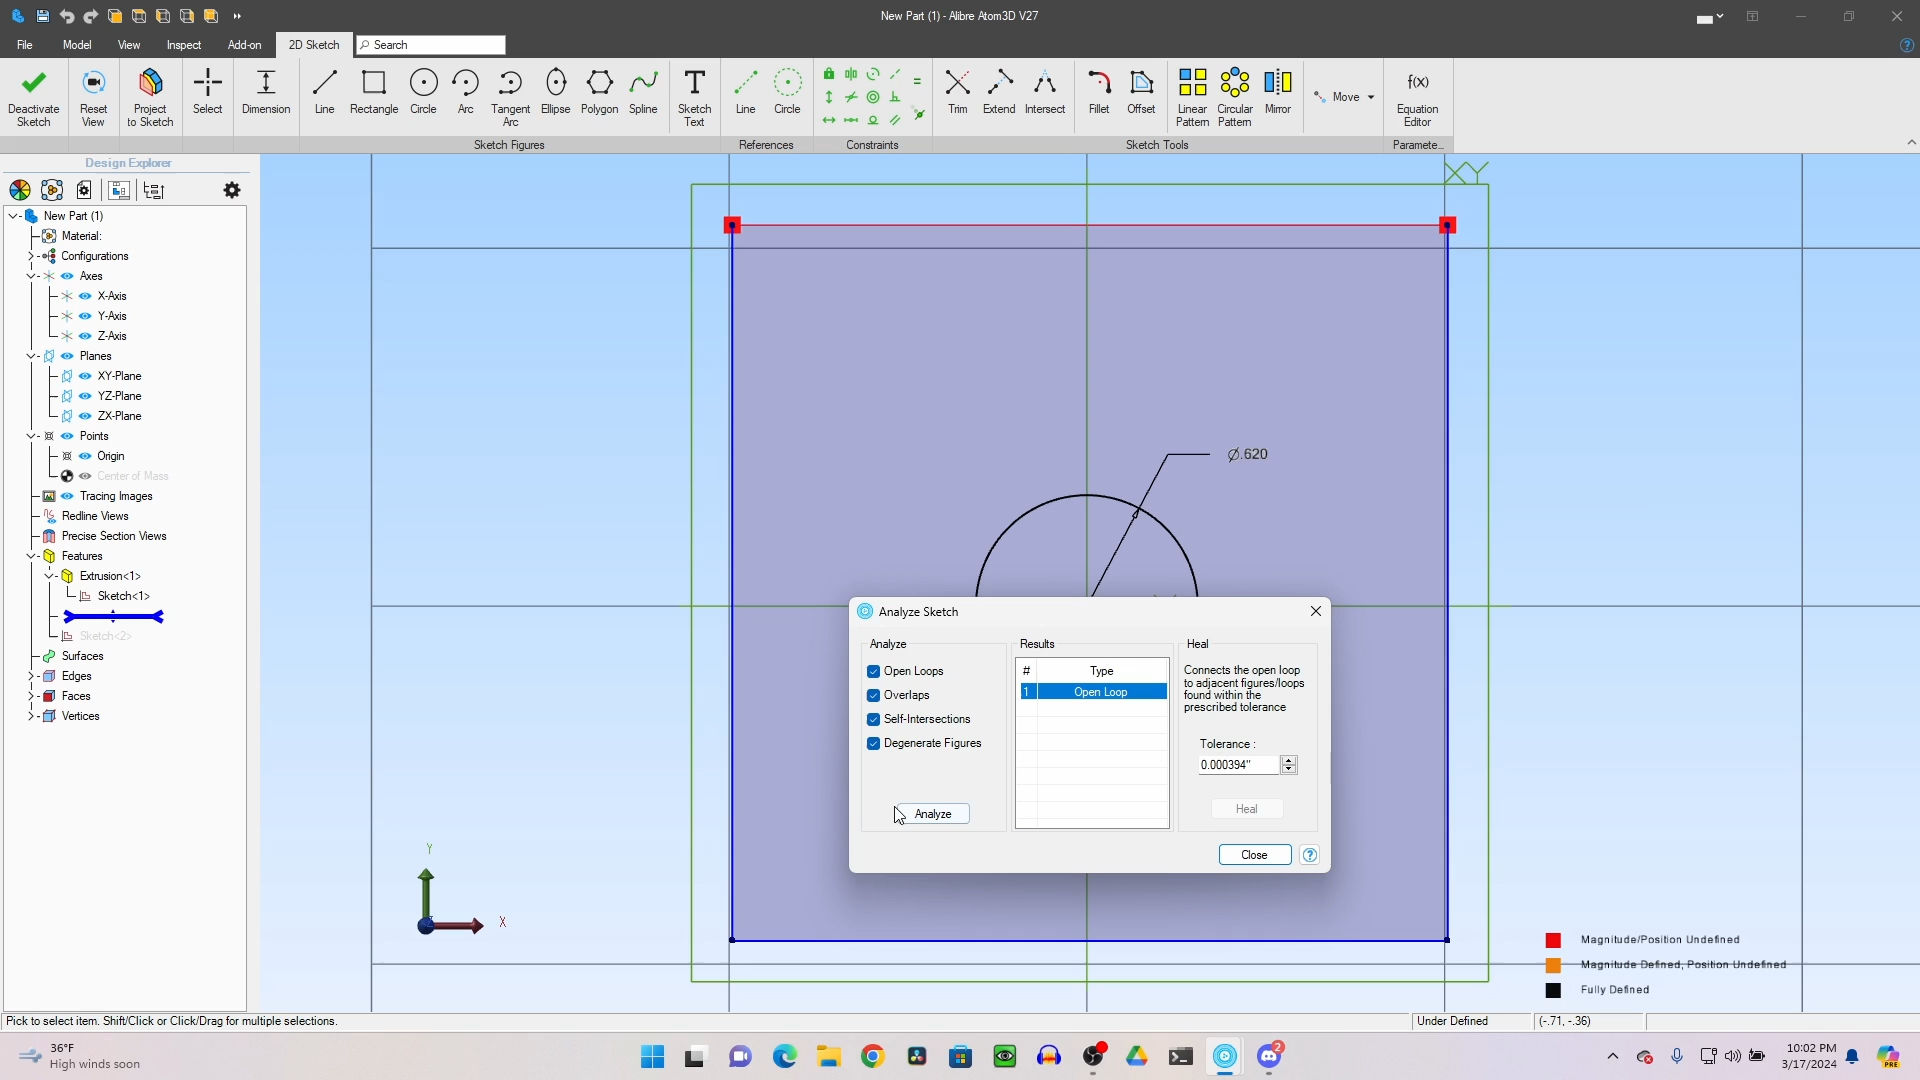 New Part (1) - Alibre Atom3D V27
File
Model
View
Inspect
Add-on
2D Sketch
Search
Deactivate
Sketch
Reset
View
Project
to Sketch
Select
Dimension
Line
Rectangle
Circle
Arc
Tangent
Arc
Ellipse
Polygon
Spline
Sketch
Text
Line
Circle
Trim
Extend
Intersect
Fillet
Offset
Linear
Pattern
Circular
Pattern
Mirror
Move
f(x)
Equation
Editor
Sketch Figures
References
Constraints
Sketch Tools
Paramete...
Design Explorer
New Part (1)
Material:
Configurations
Axes
X-Axis
Y-Axis
Z-Axis
Planes
XY-Plane
YZ-Plane
ZX-Plane
Points
Origin
Center of Mass
Tracing Images
Redline Views
Precise Section Views
Features
Extrusion<1>
Sketch<1>
Sketch<2>
Surfaces
Edges
Faces
Vertices
XY
∅.620
Analyze Sketch
Analyze
Open Loops
Overlaps
Self-Intersections
Degenerate Figures
Analyze
Results
# Type
1 Open Loop
Heal
Connects the open loop
to adjacent figures/loops
found within the
prescribed tolerance
Tolerance :
0.000394"
Heal
Close
?
Y
Z
X
Magnitude/Position Undefined
Magnitude Defined, Position Undefined
Fully Defined
Pick to select item. Shift/Click or Click/Drag for multiple selections.
Under Defined
(-.71, -.36)
36°F
High winds soon
2
10:02 PM
3/17/2024
PRE